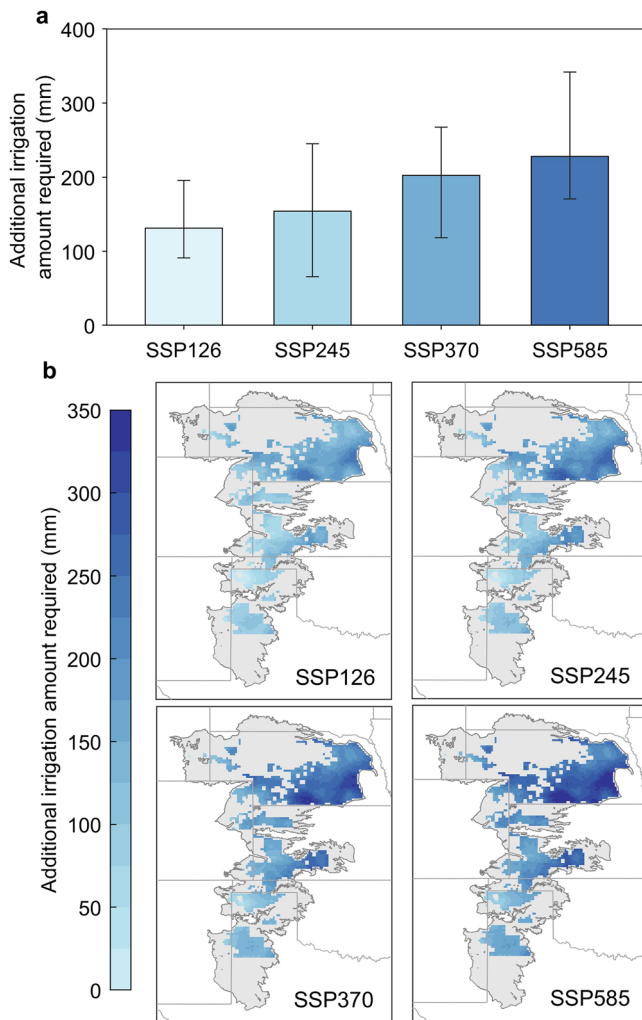 a
Additional irrigation
amount required (mm)
400
300
200
100
0
SSP126
SSP245
SSP370
SSP585
b
Additional irrigation amount required (mm)
350
300
250
200
150
100
50
0
SSP126
SSP245
SSP370
SSP585